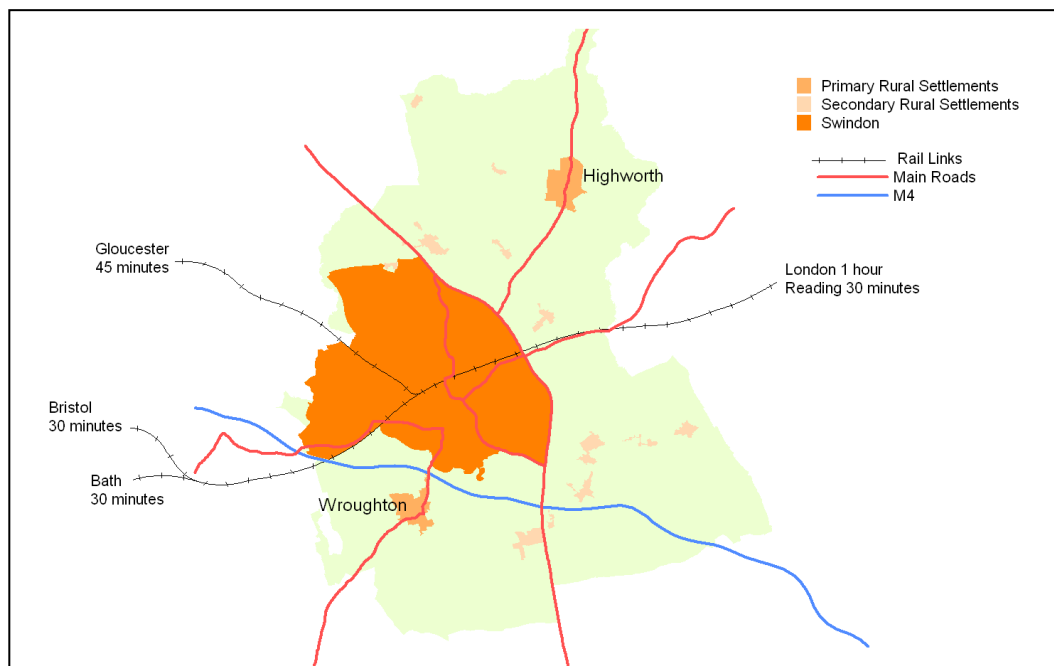 Primary Rural Settlements
Secondary Rural Settlements
Swindon
Rail Links
Main Roads
M4
Highworth
Gloucester
45 minutes
London 1 hour
Reading 30 minutes
Bristol
30 minutes
Bath
30 minutes
Wroughton